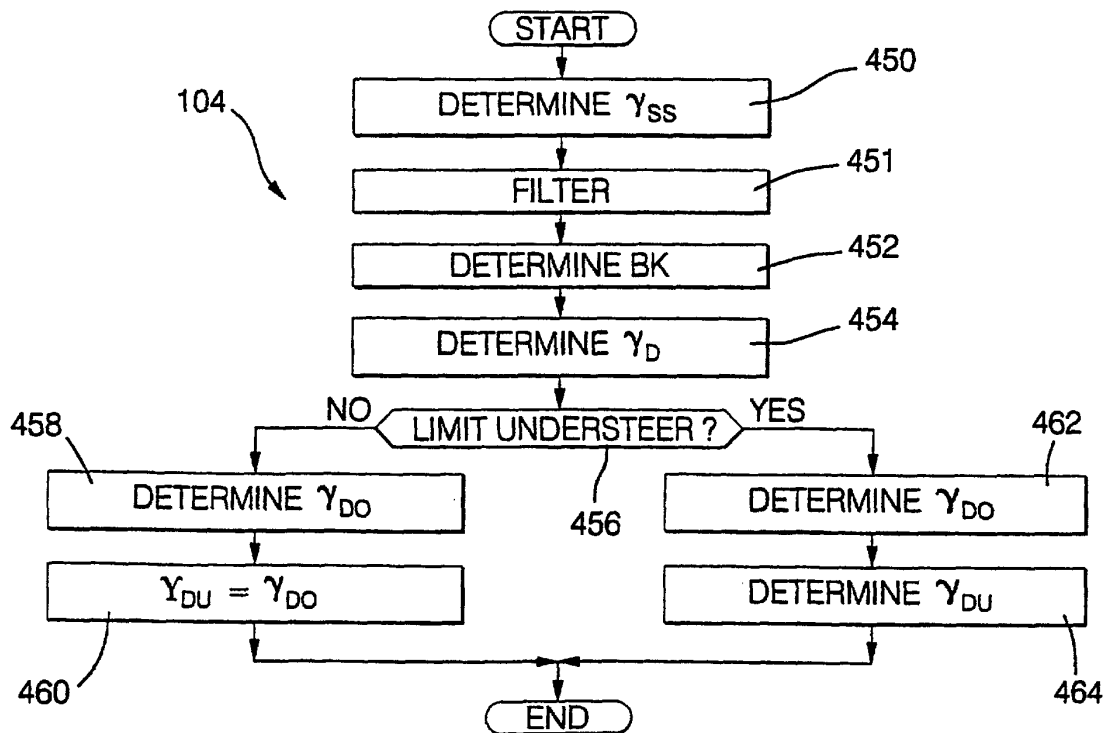 START
450
DETERMINE γSS
104
451
FILTER
452
DETERMINE BK
454
DETERMINE γD
NO
LIMIT UNDERSTEER ?
YES
458
462
DETERMINE γDO
456
DETERMINE γDO
γDU = γDO
DETERMINE γDU
460
464
END